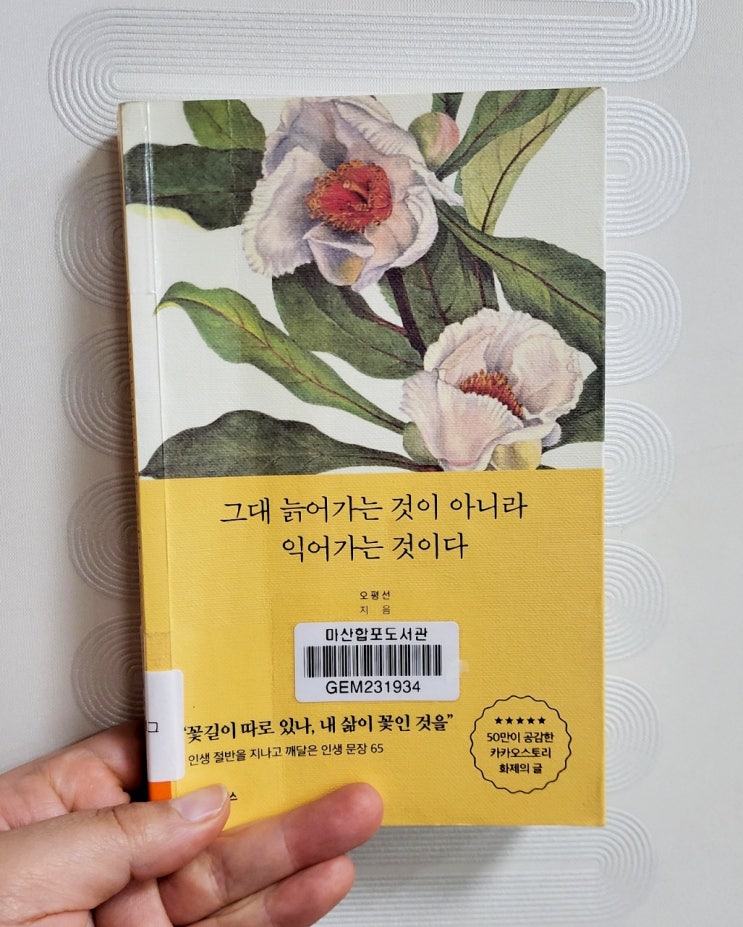 그대 늙어가는 것이 아니라
익어가는 것이다
오평선
지음
마산합포도서관
GEM231934
“꽃길이 따로 있나, 내 삶이 꽃인 것을”
인생 절반을 지나고 깨달은 인생 문장 65
★★★★★
50만이 공감한
카카오스토리
화제의 글
그
스